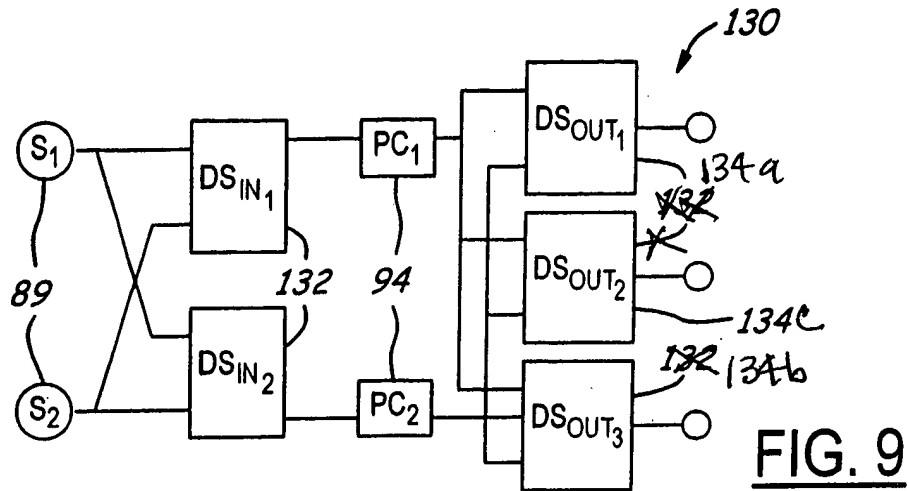 130
S1
DSIN1
PC1
DSOUT1
134a
132
89
132
94
DSOUT2
134c
S2
DSIN2
PC2
132
134b
DSOUT3
FIG. 9